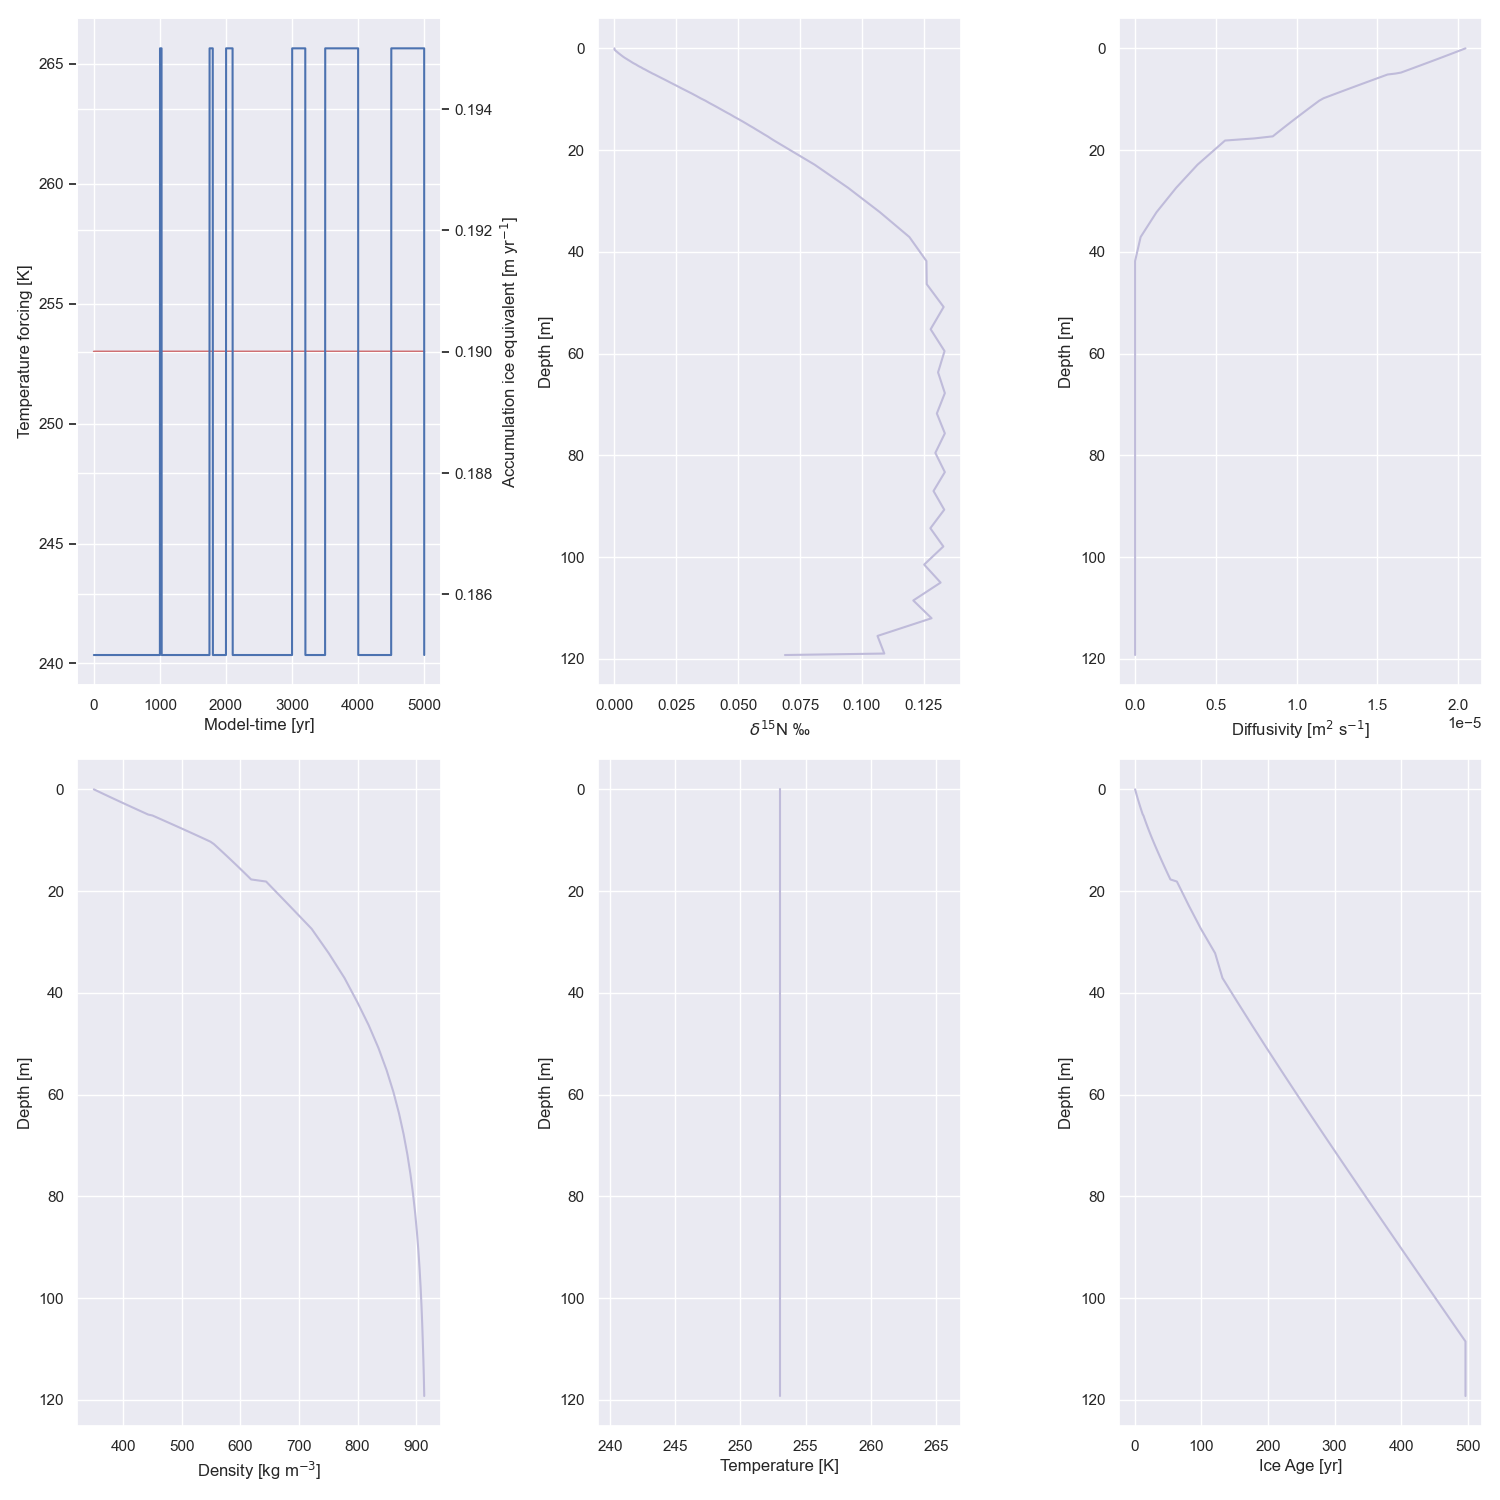 265
260
255
250
245
240
Temperature forcing [K]
0.194
0.192
0.190
0.188
0.186
Accumulation ice equivalent [m yr⁻¹]
0 1000 2000 3000 4000 5000
Model-time [yr]
0
20
40
60
80
100
120
Depth [m]
0.000 0.025 0.050 0.075 0.100 0.125
δ¹⁵N ‰
0
20
40
60
80
100
120
Depth [m]
0.0 0.5 1.0 1.5 2.0
1e−5
Diffusivity [m² s⁻¹]
0
20
40
60
80
100
120
Depth [m]
400 500 600 700 800 900
Density [kg m⁻³]
0
20
40
60
80
100
120
Depth [m]
240 245 250 255 260 265
Temperature [K]
0
20
40
60
80
100
120
Depth [m]
0 100 200 300 400 500
Ice Age [yr]